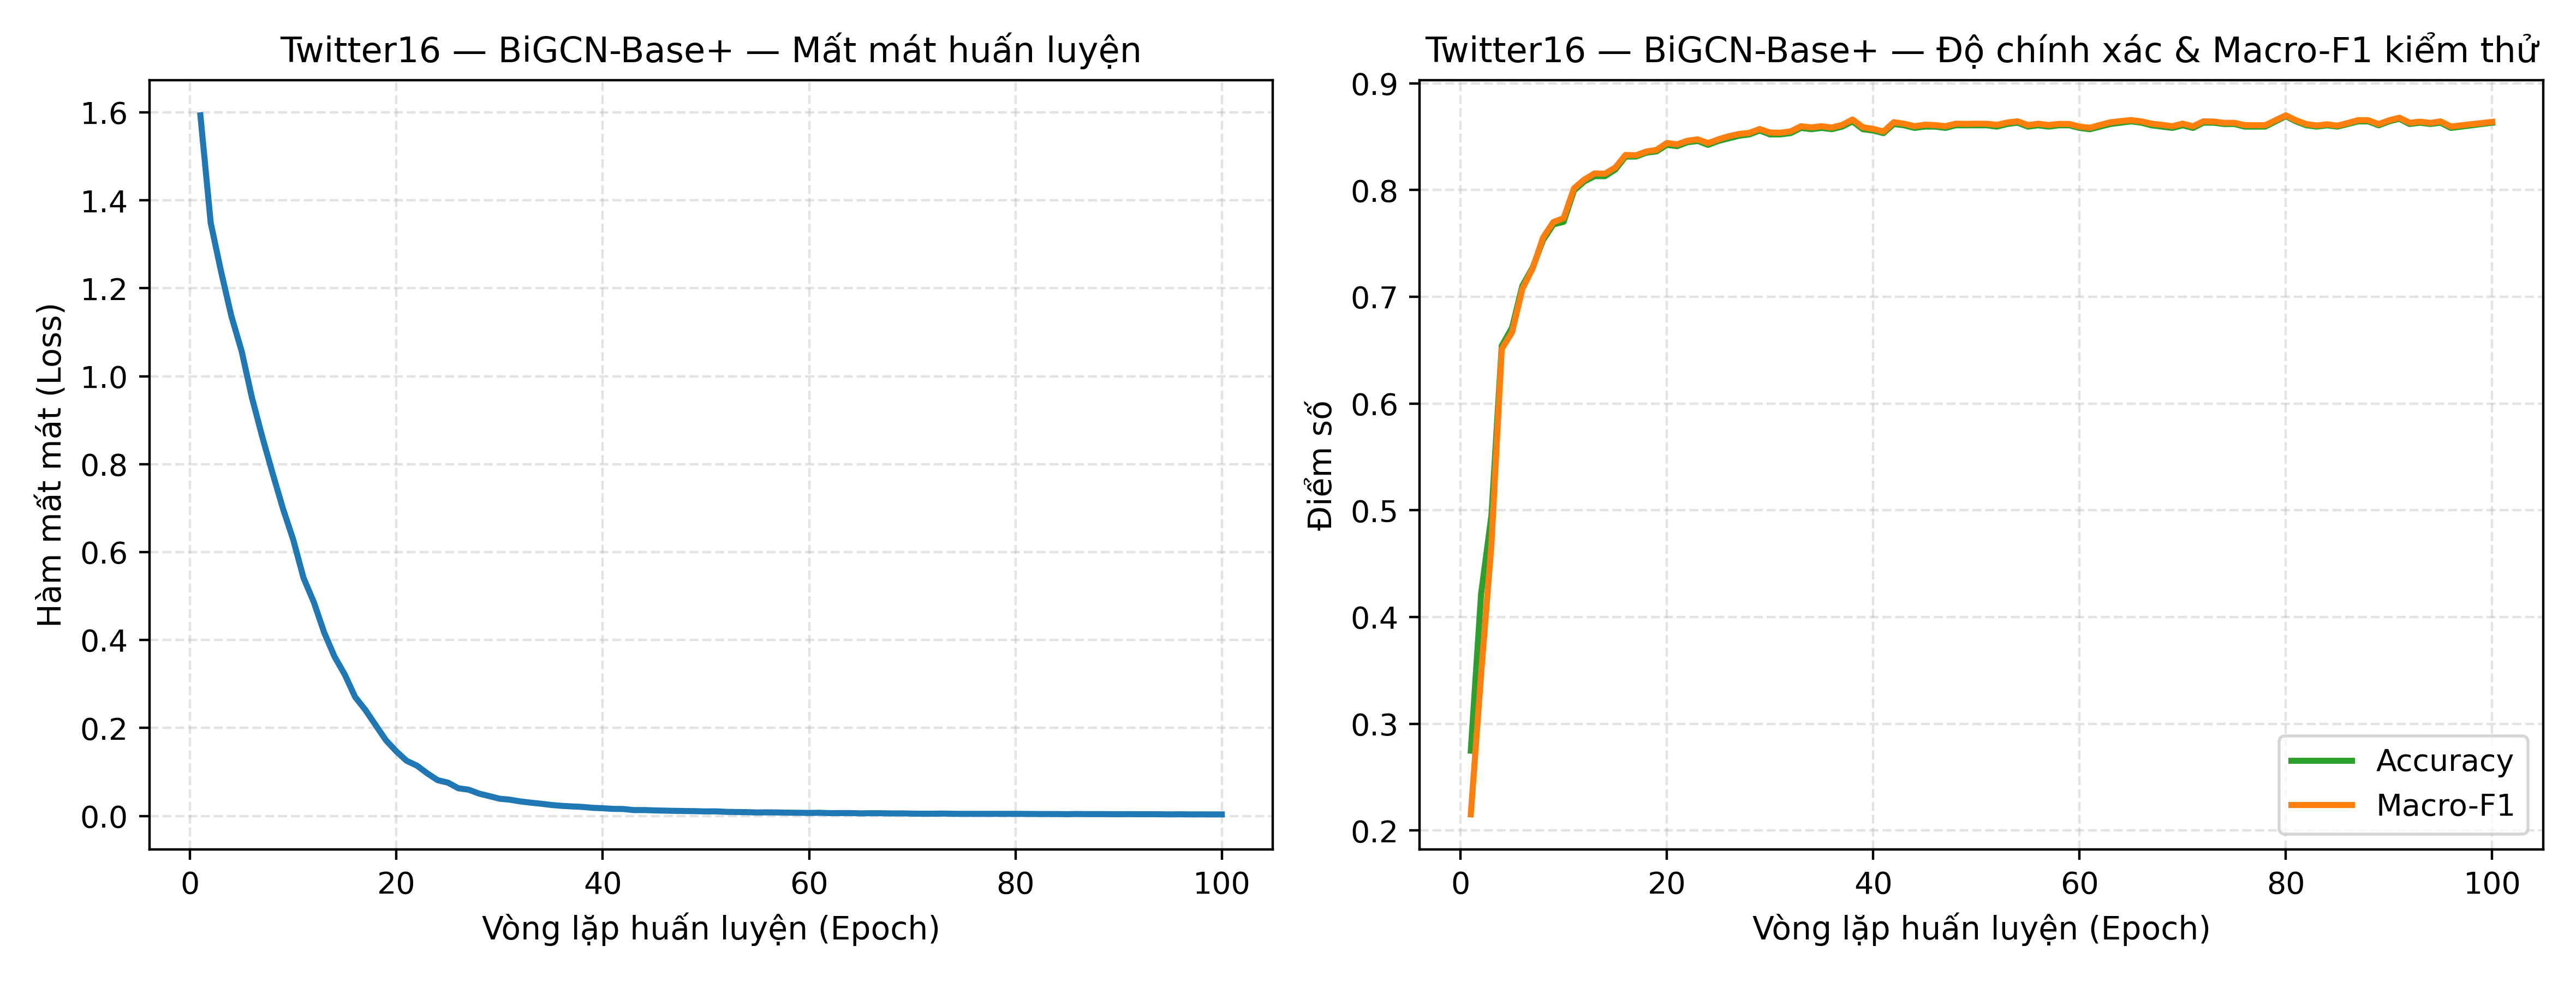 Twitter16 — BiGCN-Base+ — Mất mát huấn luyện
Hàm mất mát (Loss)
1.6
1.4
1.2
1.0
0.8
0.6
0.4
0.2
0.0
0 20 40 60 80 100
Vòng lặp huấn luyện (Epoch)
Twitter16 — BiGCN-Base+ — Độ chính xác & Macro-F1 kiểm thử
Điểm số
0.9
0.8
0.7
0.6
0.5
0.4
0.3
0.2
Accuracy
Macro-F1
0 20 40 60 80 100
Vòng lặp huấn luyện (Epoch)